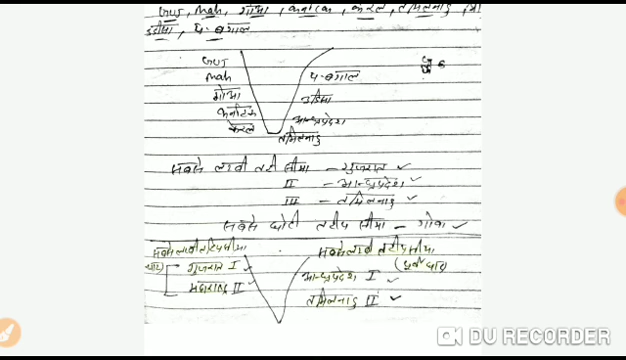 गुज, mah, गोआ, कर्नाटक, केरल, तमिलनाडु, आ
उडीसा, प. बंगाल
गुज
mah
गोआ
कर्नाटक
केरल
तमिलनाडु
आन्ध्रप्रदेश
उडिसा
प. बंगाल
सबसे लम्बी तटी सीमा - गुजरात ✓
II - आन्ध्रप्रदेश ✓
III - तमिलनाडु ✓
सबसे छोटी तटीय सीमा - गोवा ✓
सबसे लम्बी तटीय सीमा
गुजरात I ✓
महाराष्ट्र II ✓
सबसे लम्बी तटीय सीमा
(पूर्वी घाट)
आन्ध्रप्रदेश I ✓
तमिलनाडु II ✓
DU RECORDER